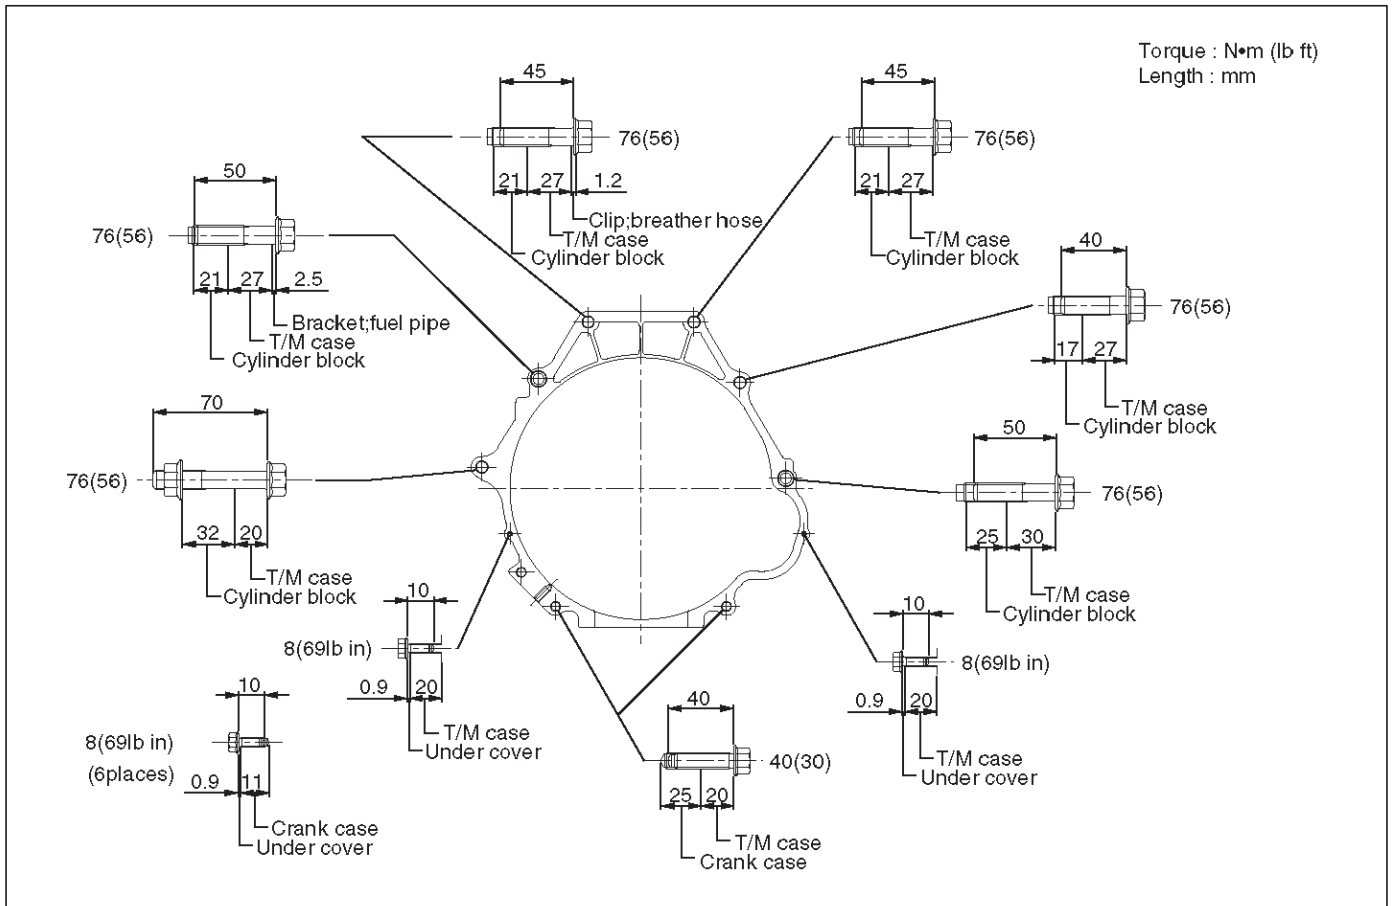 Torque : N•m (lb ft)
Length : mm
45
76(56)
21 27 1.2
Clip;breather hose
T/M case
Cylinder block
45
76(56)
21 27
T/M case
Cylinder block
50
76(56)
21 27 2.5
Bracket;fuel pipe
T/M case
Cylinder block
40
76(56)
17 27
T/M case
Cylinder block
70
76(56)
32 20
T/M case
Cylinder block
50
76(56)
25 30
T/M case
Cylinder block
10
8(69lb in)
0.9 20
T/M case
Under cover
10
8(69lb in)
0.9 20
T/M case
Under cover
10
8(69lb in)
(6places)
0.9 11
Crank case
Under cover
40
40(30)
25 20
T/M case
Crank case